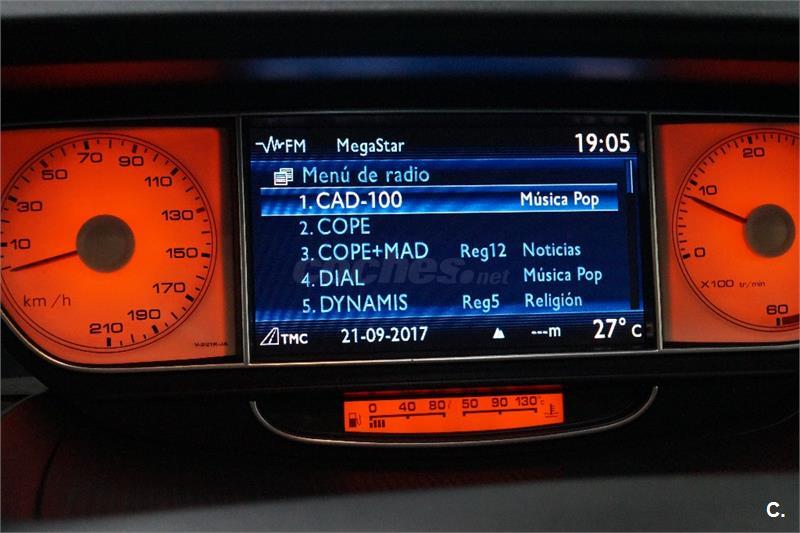 FM MegaStar 19:05
Menú de radio
1. CAD-100 Música Pop
2. COPE
3. COPE+MAD Reg12 Noticias
4. DIAL Música Pop
5. DYNAMIS Reg5 Religión
TMC 21-09-2017 ---m 27° C
10 30 50 70 90 110 130 150 170 190 210
km/h
0 10 20 60
X100 tr/min
0 40 80 50 90 130°C
coches.net
C.